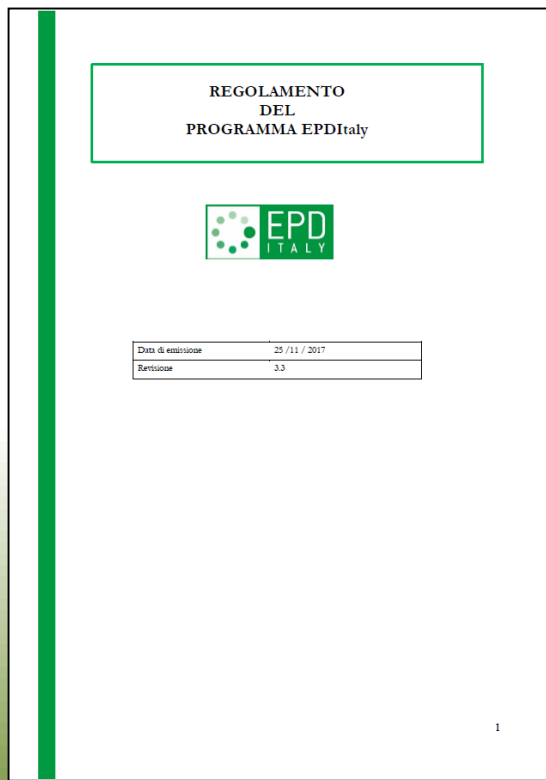 REGOLAMENTO
DEL
PROGRAMMA EPDItaly
EPD
ITALY
Data di emissione 25 /11 / 2017
Revisione 3.3
1